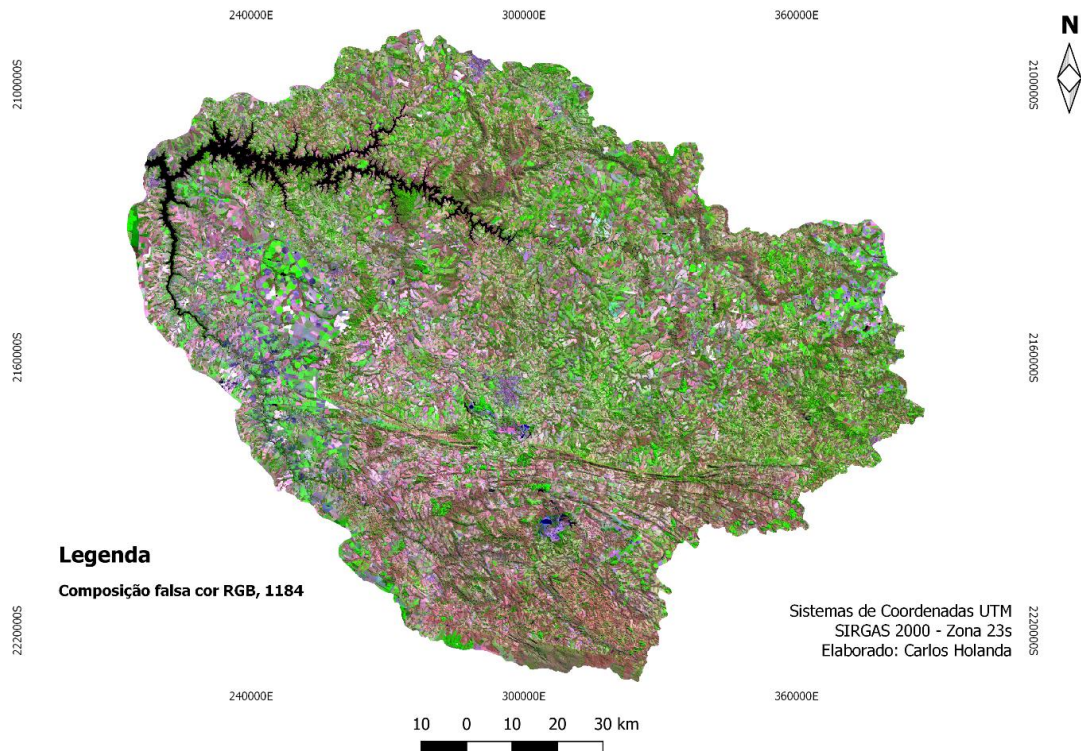 240000E 300000E 360000E
N
2100000S 2100000S
2160000S 2160000S
2220000S 2220000S
Legenda
Composição falsa cor RGB, 1184
Sistemas de Coordenadas UTM
SIRGAS 2000 - Zona 23s
Elaborado: Carlos Holanda
240000E 300000E 360000E
10 0 10 20 30 km